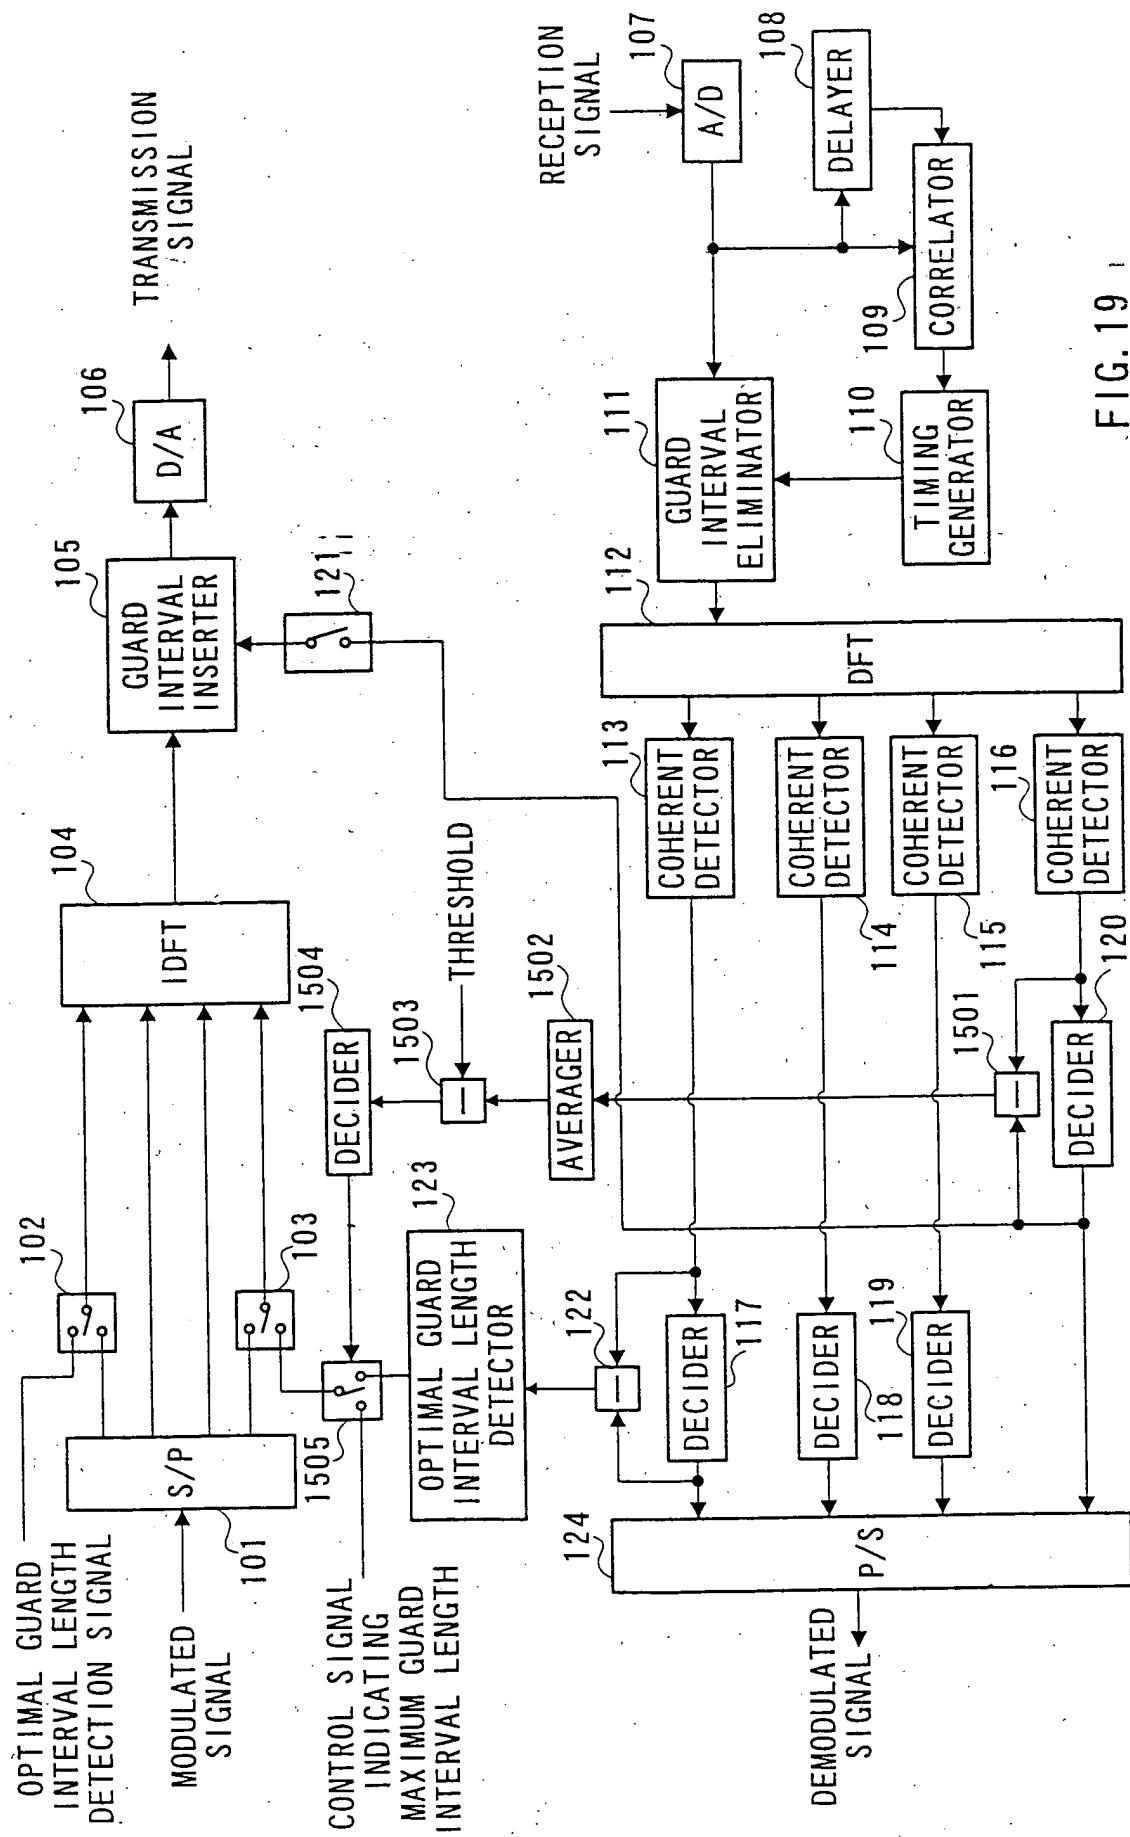 OPTIMAL GUARD
INTERVAL LENGTH
DETECTION SIGNAL
MODULATED
SIGNAL
101
S/P
102
103
104
IDFT
105
GUARD
INTERVAL
INSERTER
106
D/A
TRANSMISSION
SIGNAL
121
CONTROL SIGNAL
INDICATING
MAXIMUM GUARD
INTERVAL LENGTH
1505
1504
DECIDER
1503
THRESHOLD
1502
AVERAGER
123
OPTIMAL GUARD
INTERVAL LENGTH
DETECTOR
122
1501
RECEPTION
SIGNAL
107
A/D
108
DELAYER
109
CORRELATOR
110
TIMING
GENERATOR
111
GUARD
INTERVAL
ELIMINATOR
112
DFT
113
COHERENT
DETECTOR
COHERENT
DETECTOR
114
COHERENT
DETECTOR
115
116
COHERENT
DETECTOR
DECIDER
117
DECIDER
118
119
DECIDER
120
DECIDER
124
P/S
DEMODULATED
SIGNAL
FIG. 19